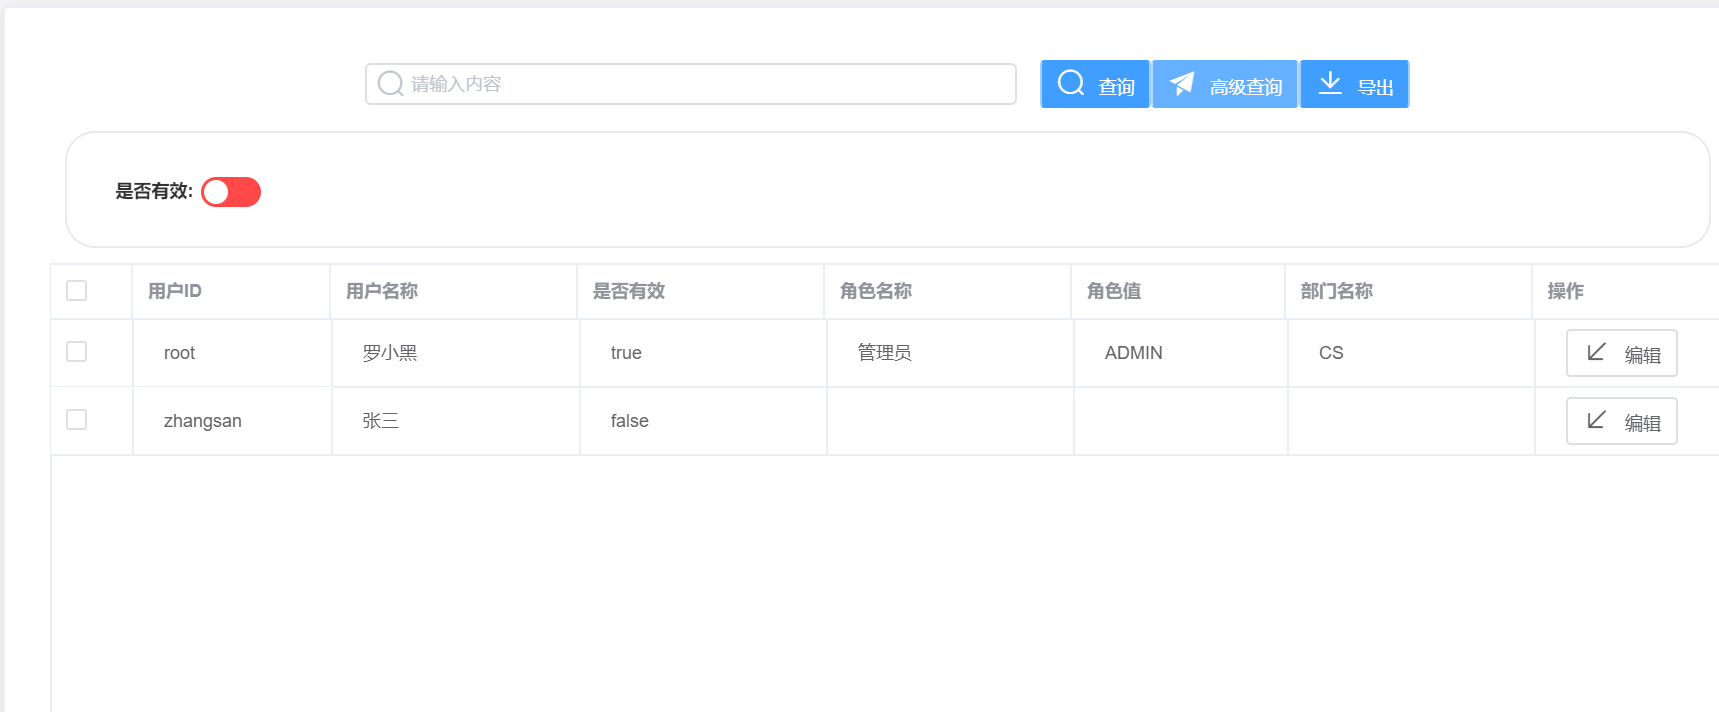 请输入内容 查询 高级查询 导出
是否有效:
用户ID 用户名称 是否有效 角色名称 角色值 部门名称 操作
root 罗小黑 true 管理员 ADMIN CS 编辑
zhangsan 张三 false 编辑